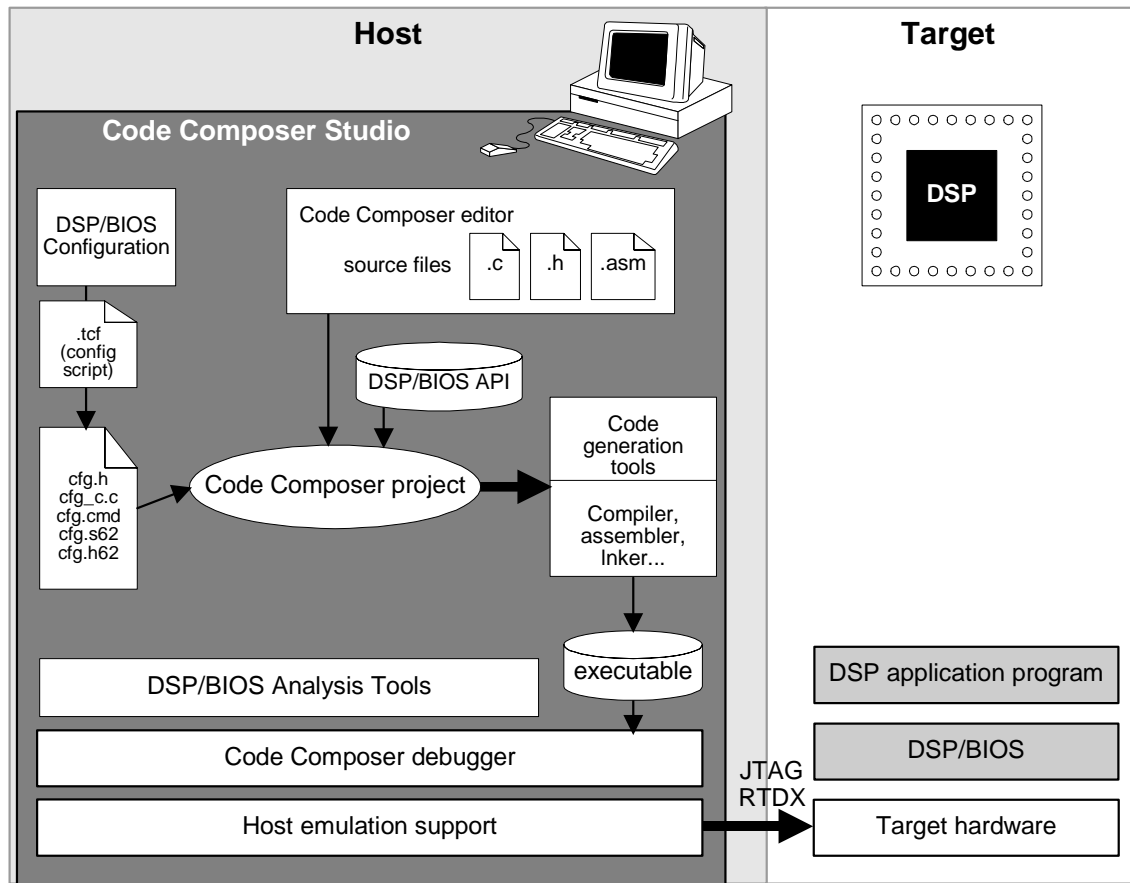 Host
Target
Code Composer Studio
DSP/BIOS
Configuration
Code Composer editor
source files
.c
.h
.asm
DSP
.tcf
(config
script)
DSP/BIOS API
cfg.h
cfg_c.c
cfg.cmd
cfg.s62
cfg.h62
Code Composer project
Code
generation
tools
Compiler,
assembler,
lnker...
executable
DSP/BIOS Analysis Tools
Code Composer debugger
Host emulation support
JTAG
RTDX
DSP application program
DSP/BIOS
Target hardware